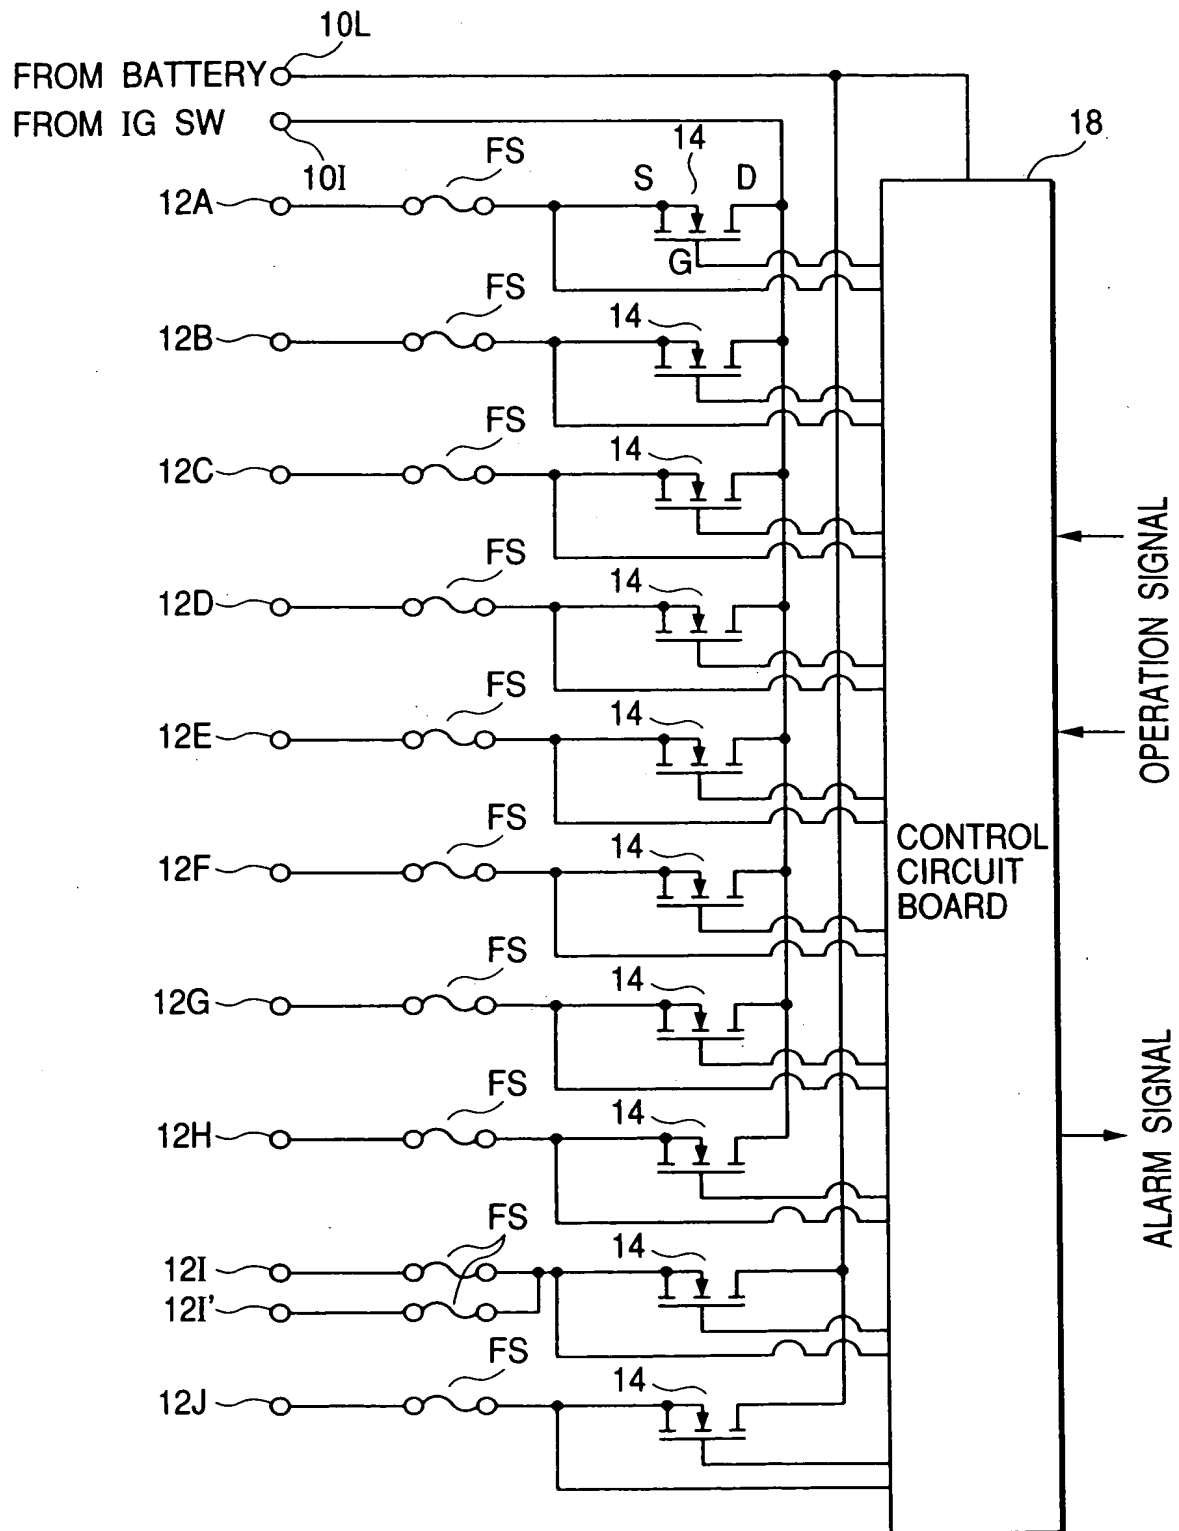 10L
FROM BATTERY
FROM IG SW
10I
18
FS
14
S
D
12A
G
FS
14
12B
FS
14
12C
FS
14
12D
OPERATION SIGNAL
FS
14
12E
FS
14
12F
CONTROL
CIRCUIT
BOARD
FS
14
12G
FS
14
12H
ALARM SIGNAL
FS
14
12I
12I'
FS
14
12J